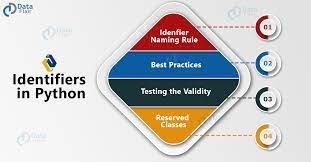 Data
Flair
Identifiers
in Python
Idenfier
Naming Rule
01
Best Practices
02
Testing the Validity
03
Reserved
Classes
04